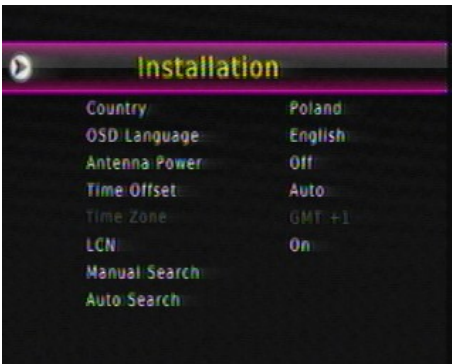 Installation
Country Poland
OSD Language English
Antenna Power Off
Time Offset Auto
Time Zone GMT +1
LCN On
Manual Search
Auto Search